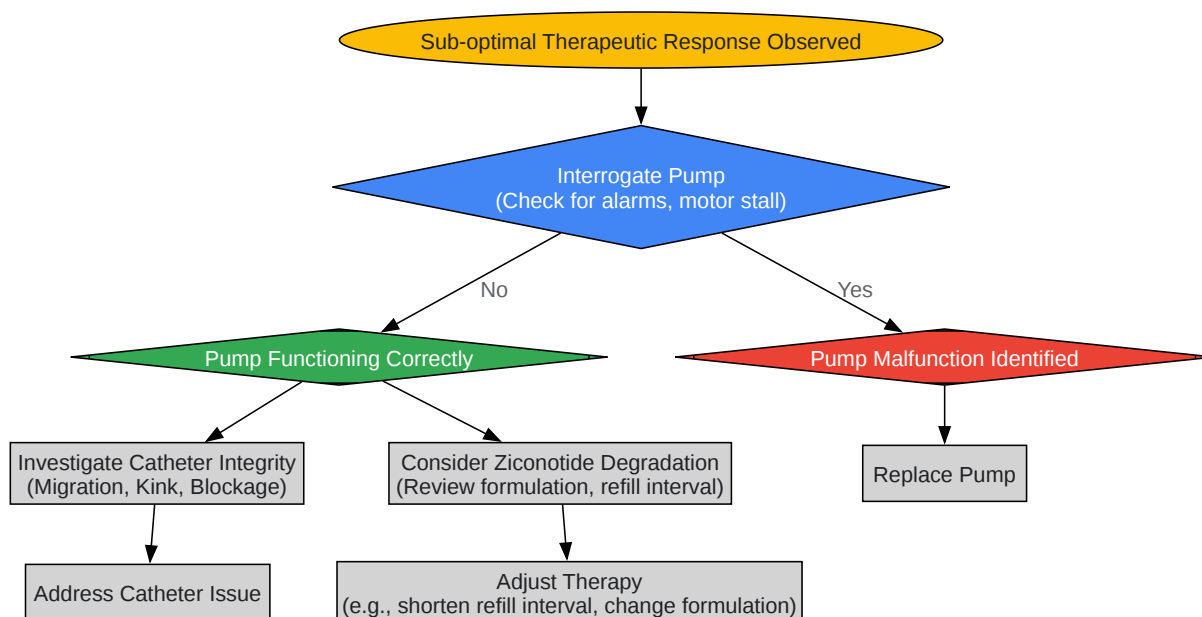 Sub-optimal Therapeutic Response Observed
Interrogate Pump
(Check for alarms, motor stall)
No
Yes
Pump Functioning Correctly
Pump Malfunction Identified
Investigate Catheter Integrity
(Migration, Kink, Blockage)
Consider Ziconotide Degradation
(Review formulation, refill interval)
Replace Pump
Address Catheter Issue
Adjust Therapy
(e.g., shorten refill interval, change formulation)